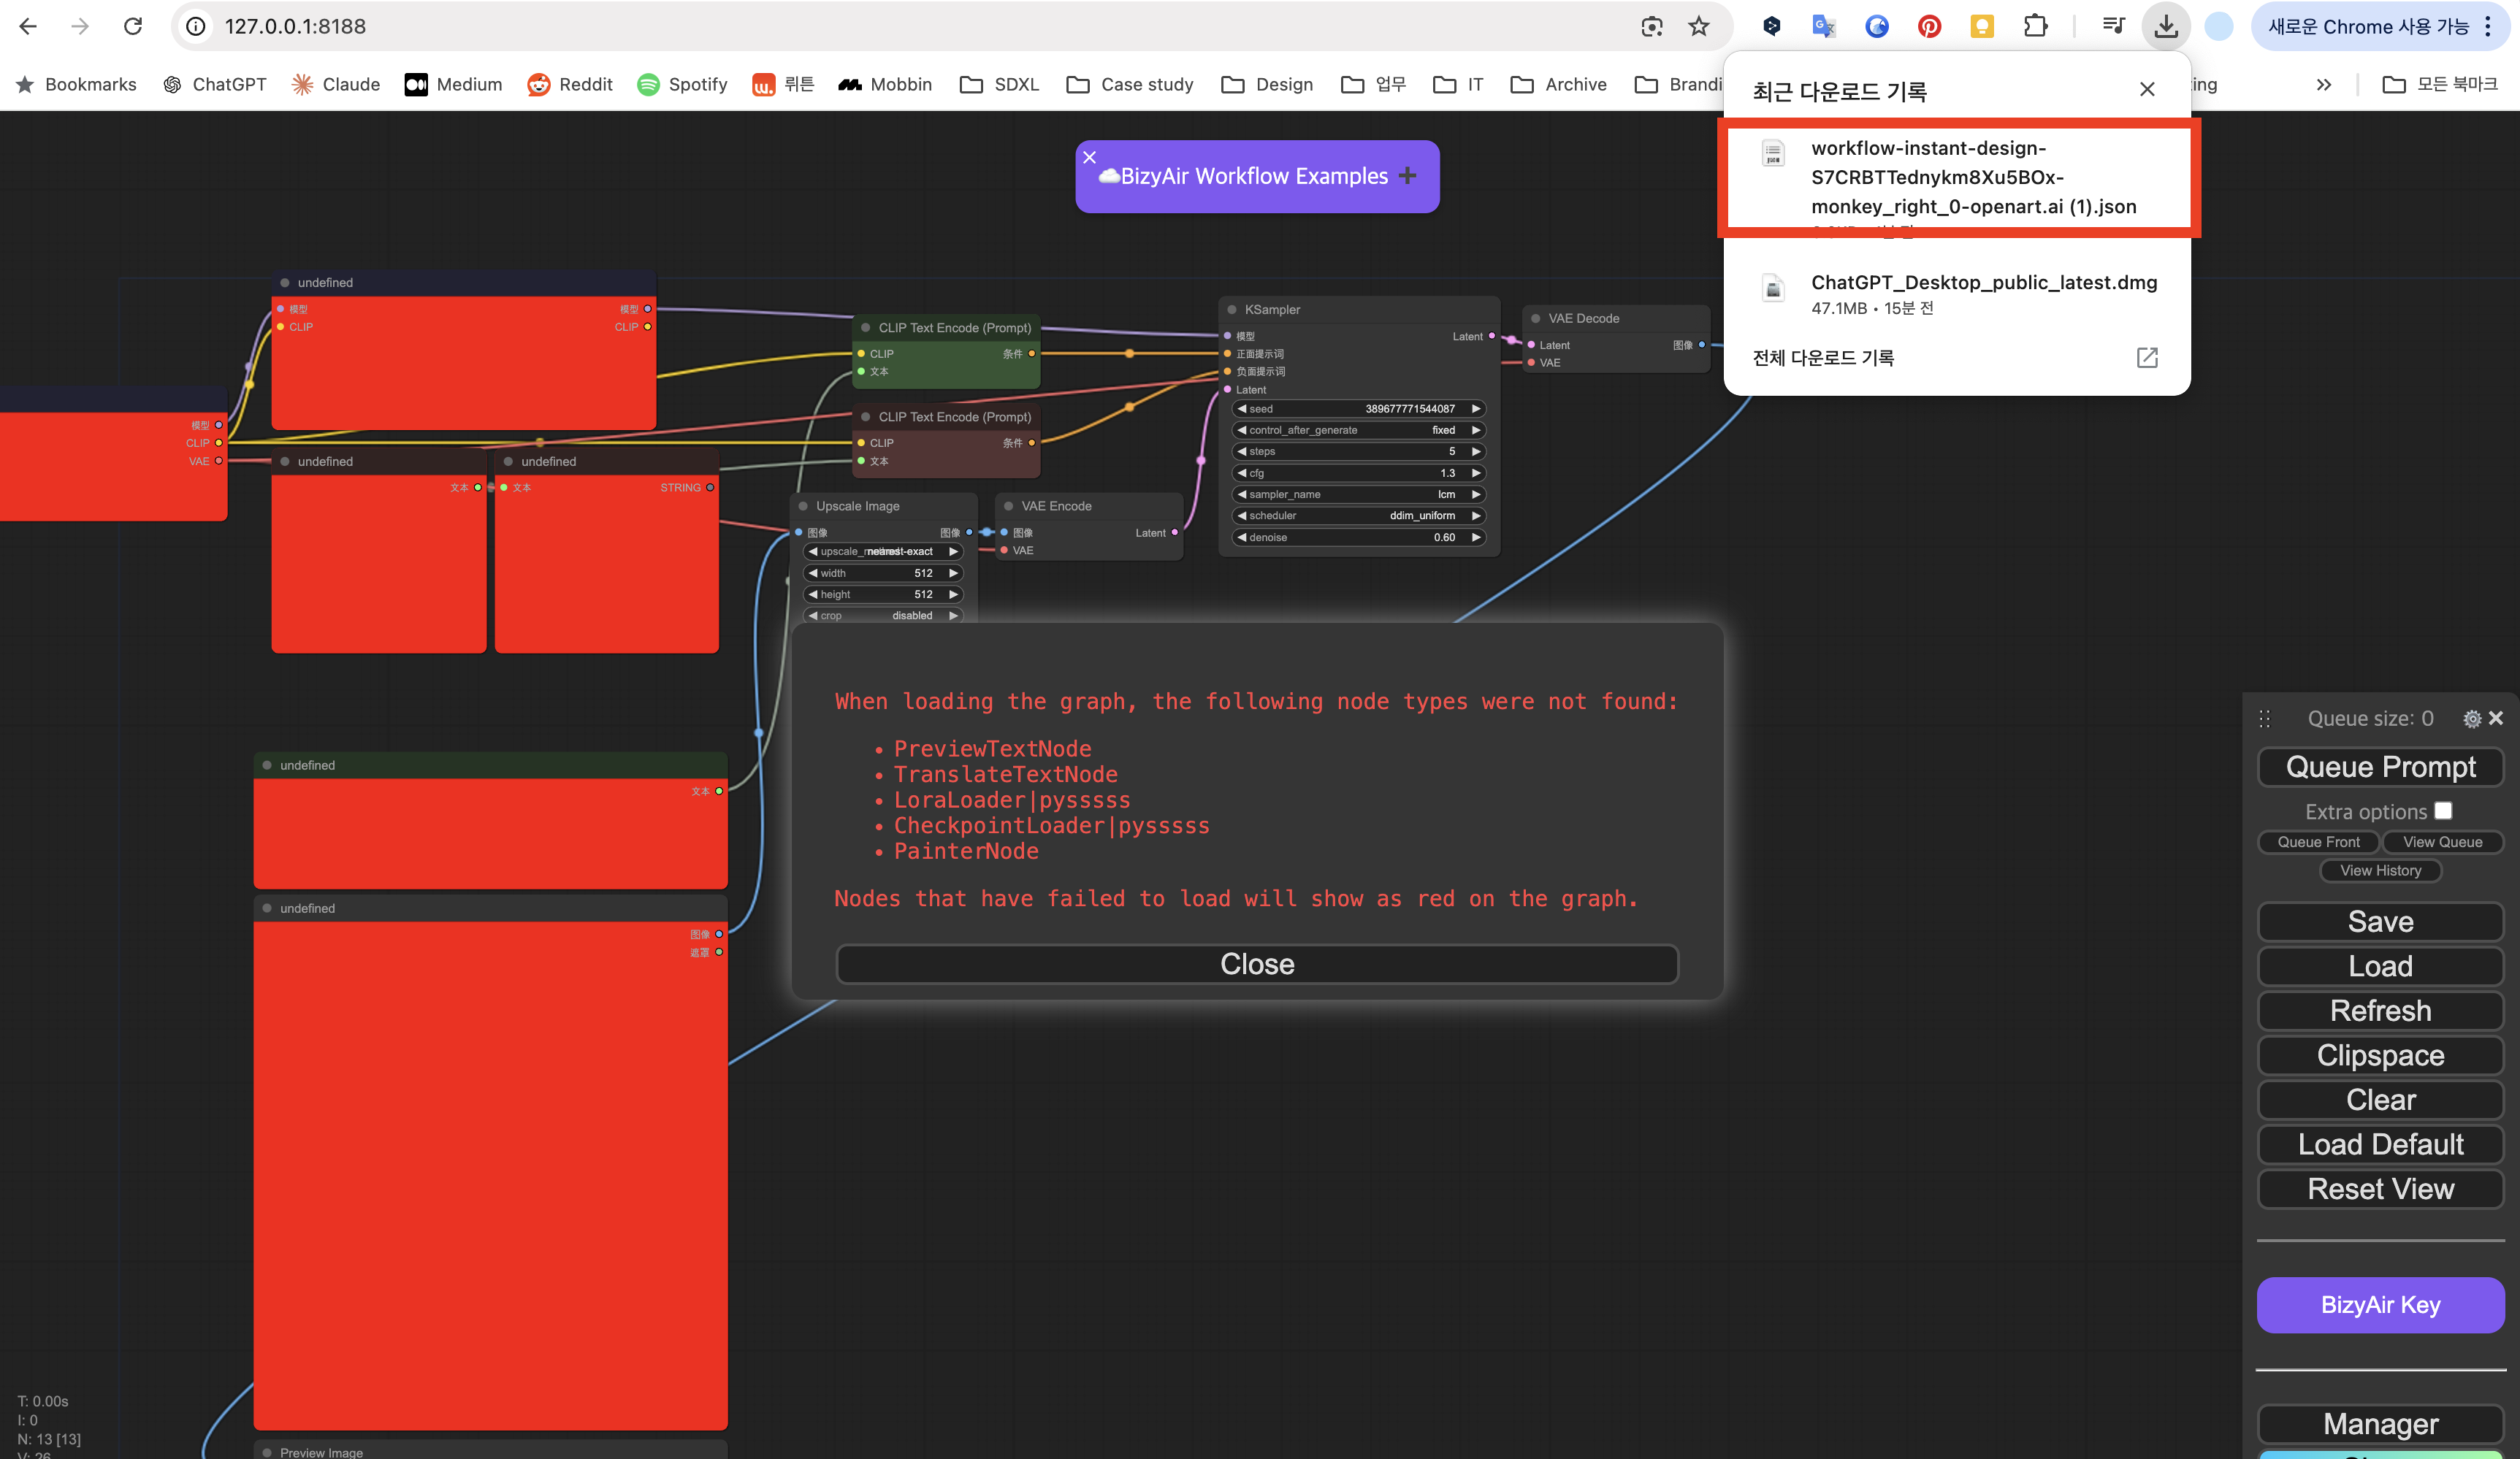 127.0.0.1:8188
새로운 Chrome 사용 가능
Bookmarks
ChatGPT
Claude
Medium
Reddit
Spotify
뤼튼
Mobbin
SDXL
Case study
Design
업무
IT
Archive
Brandi
ing
모든 북마크
최근 다운로드 기록
workflow-instant-design-
S7CRBTTednykm8Xu5BOx-
monkey_right_0-openart.ai (1).json
ChatGPT_Desktop_public_latest.dmg
47.1MB • 15분 전
전체 다운로드 기록
BizyAir Workflow Examples
undefined
模型 模型
CLIP CLIP
模型
CLIP
VAE
undefined
文本
undefined
文本 STRING
CLIP Text Encode (Prompt)
CLIP 条件
文本
CLIP Text Encode (Prompt)
CLIP 条件
文本
Upscale Image
图像 图像
nearest-exact
width 512
height 512
crop disabled
VAE Encode
图像 Latent
VAE
KSampler
模型 Latent
正面提示词
负面提示词
Latent
seed 389677771544087
control_after_generate fixed
steps 5
cfg 1.3
sampler_name lcm
scheduler ddim_uniform
denoise 0.60
VAE Decode
Latent 图像
VAE
undefined
文本
undefined
图像
遮罩
Preview Image
When loading the graph, the following node types were not found:
• PreviewTextNode
• TranslateTextNode
• LoraLoader|pysssss
• CheckpointLoader|pysssss
• PainterNode
Nodes that have failed to load will show as red on the graph.
Close
Queue size: 0
Queue Prompt
Extra options
Queue Front
View Queue
View History
Save
Load
Refresh
Clipspace
Clear
Load Default
Reset View
BizyAir Key
Manager
T: 0.00s
I: 0
N: 13 [13]
V: 26